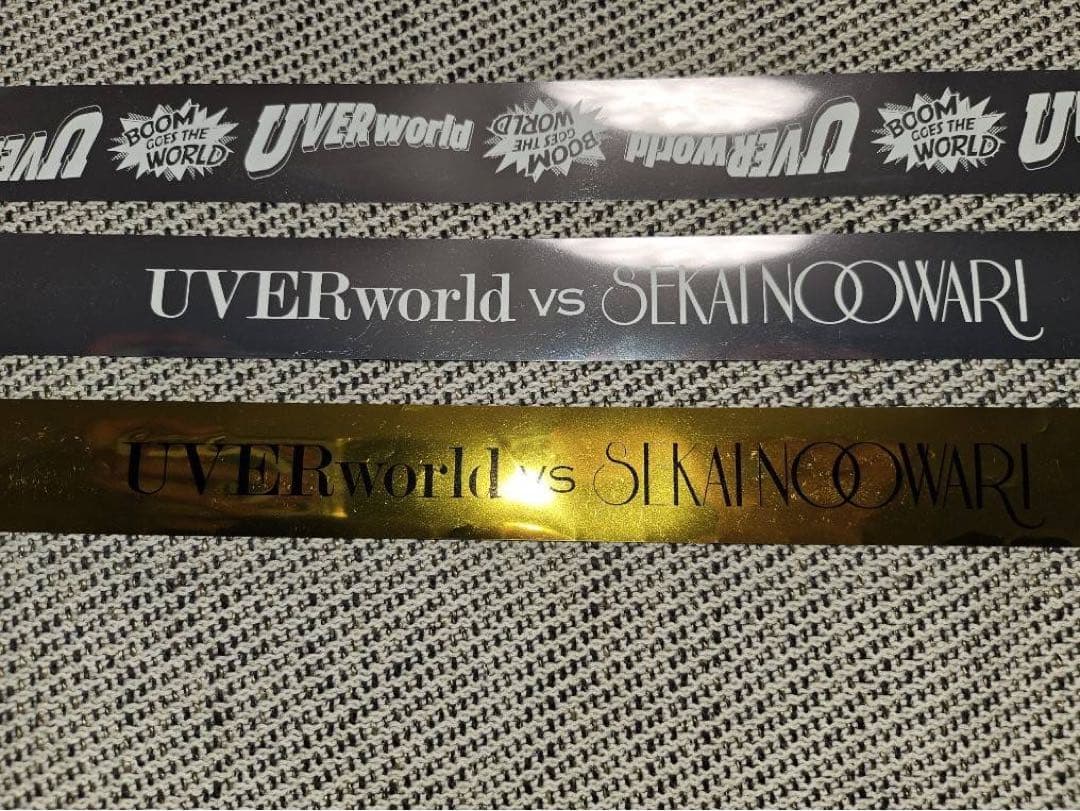 UVER BOOM GOES THE WORLD UVERworld BOOM GOES THE WORLD UVERworld BOOM GOES THE WORLD U
UVERworld vs SEKAI NO OWARI
UVERworld vs SEKAI NO OWARI